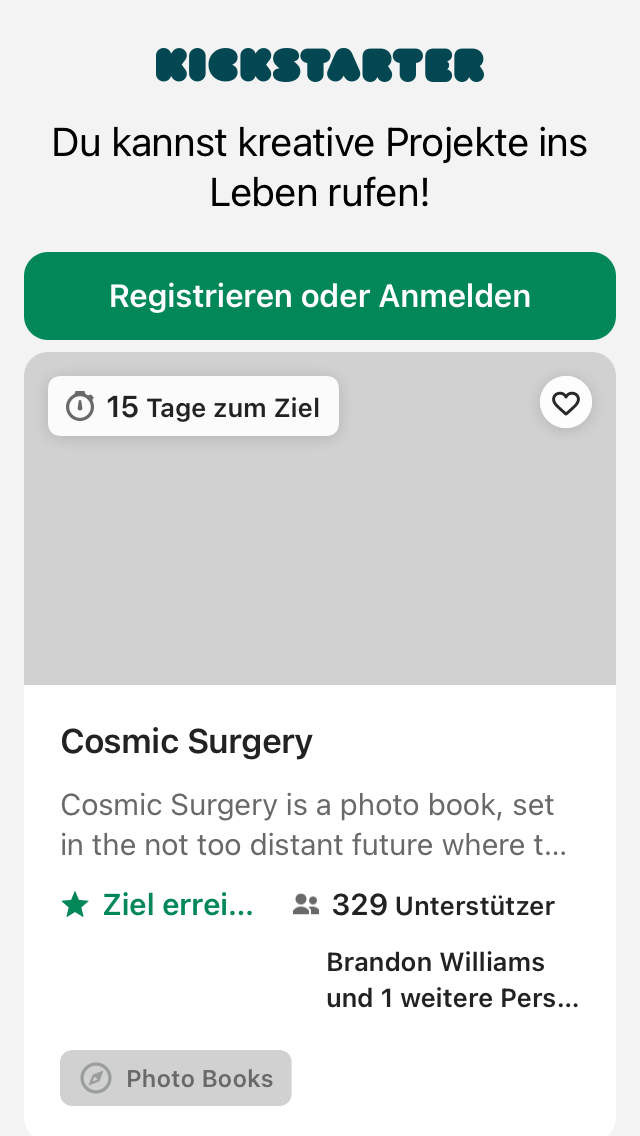 KICKSTARTER
Du kannst kreative Projekte ins
Leben rufen!
Registrieren oder Anmelden
15 Tage zum Ziel
Cosmic Surgery
Cosmic Surgery is a photo book, set
in the not too distant future where t...
Ziel errei...
329 Unterstützer
Brandon Williams
und 1 weitere Pers...
Photo Books